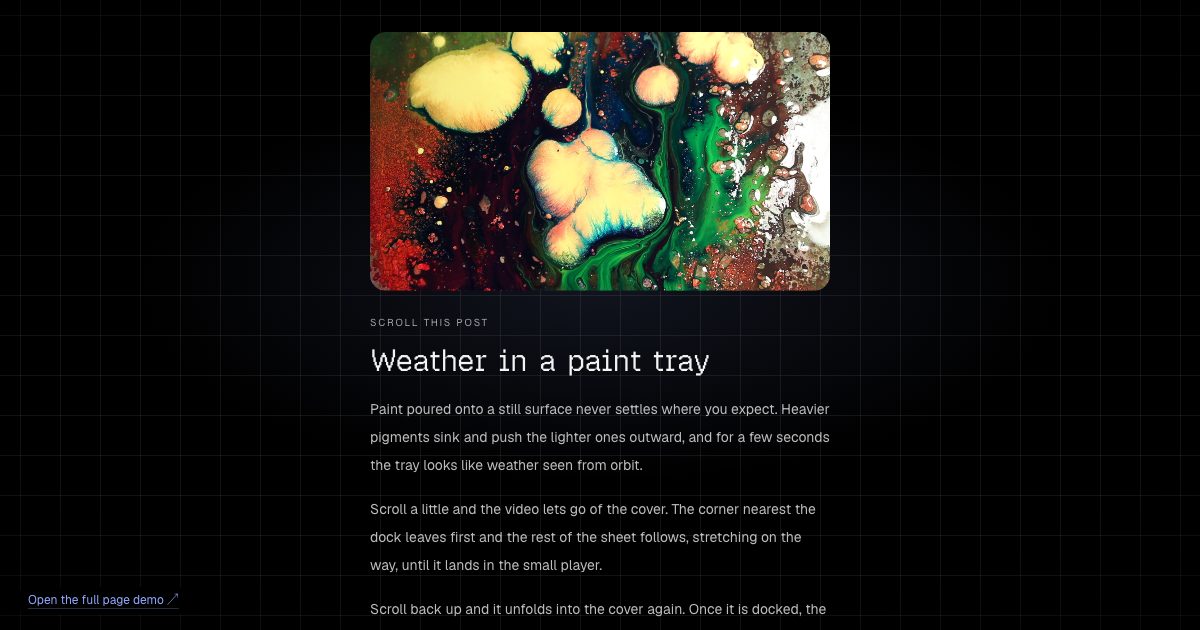 SCROLL THIS POST
Weather in a paint tray
Paint poured onto a still surface never settles where you expect. Heavier
pigments sink and push the lighter ones outward, and for a few seconds
the tray looks like weather seen from orbit.
Scroll a little and the video lets go of the cover. The corner nearest the
dock leaves first and the rest of the sheet follows, stretching on the
way, until it lands in the small player.
Scroll back up and it unfolds into the cover again. Once it is docked, the
Open the full page demo ↗